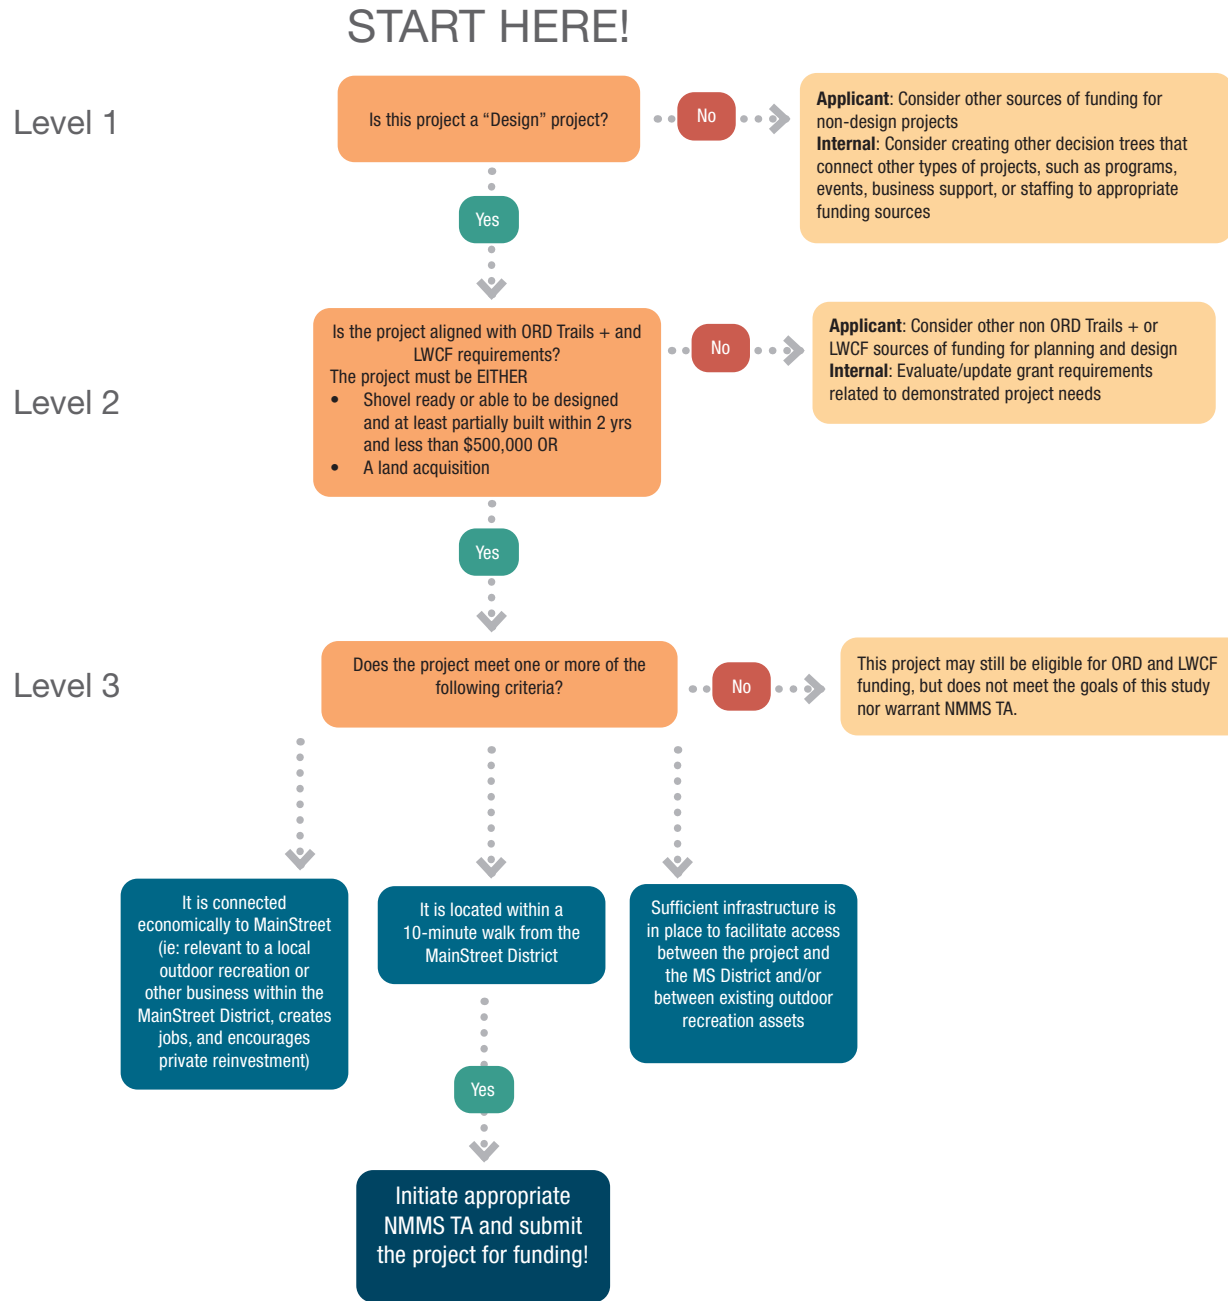 START HERE!
Level 1
Is this project a “Design” project?
No
Applicant: Consider other sources of funding for
non-design projects
Internal: Consider creating other decision trees that
connect other types of projects, such as programs,
events, business support, or staffing to appropriate
funding sources
Yes
Level 2
Is the project aligned with ORD Trails + and
LWCF requirements?
The project must be EITHER
• Shovel ready or able to be designed
and at least partially built within 2 yrs
and less than $500,000 OR
• A land acquisition
No
Applicant: Consider other non ORD Trails + or
LWCF sources of funding for planning and design
Internal: Evaluate/update grant requirements
related to demonstrated project needs
Yes
Level 3
Does the project meet one or more of the
following criteria?
No
This project may still be eligible for ORD and LWCF
funding, but does not meet the goals of this study
nor warrant NMMS TA.
It is connected
economically to MainStreet
(ie: relevant to a local
outdoor recreation or
other business within the
MainStreet District, creates
jobs, and encourages
private reinvestment)
It is located within a
10-minute walk from the
MainStreet District
Sufficient infrastructure is
in place to facilitate access
between the project and
the MS District and/or
between existing outdoor
recreation assets
Yes
Initiate appropriate
NMMS TA and submit
the project for funding!